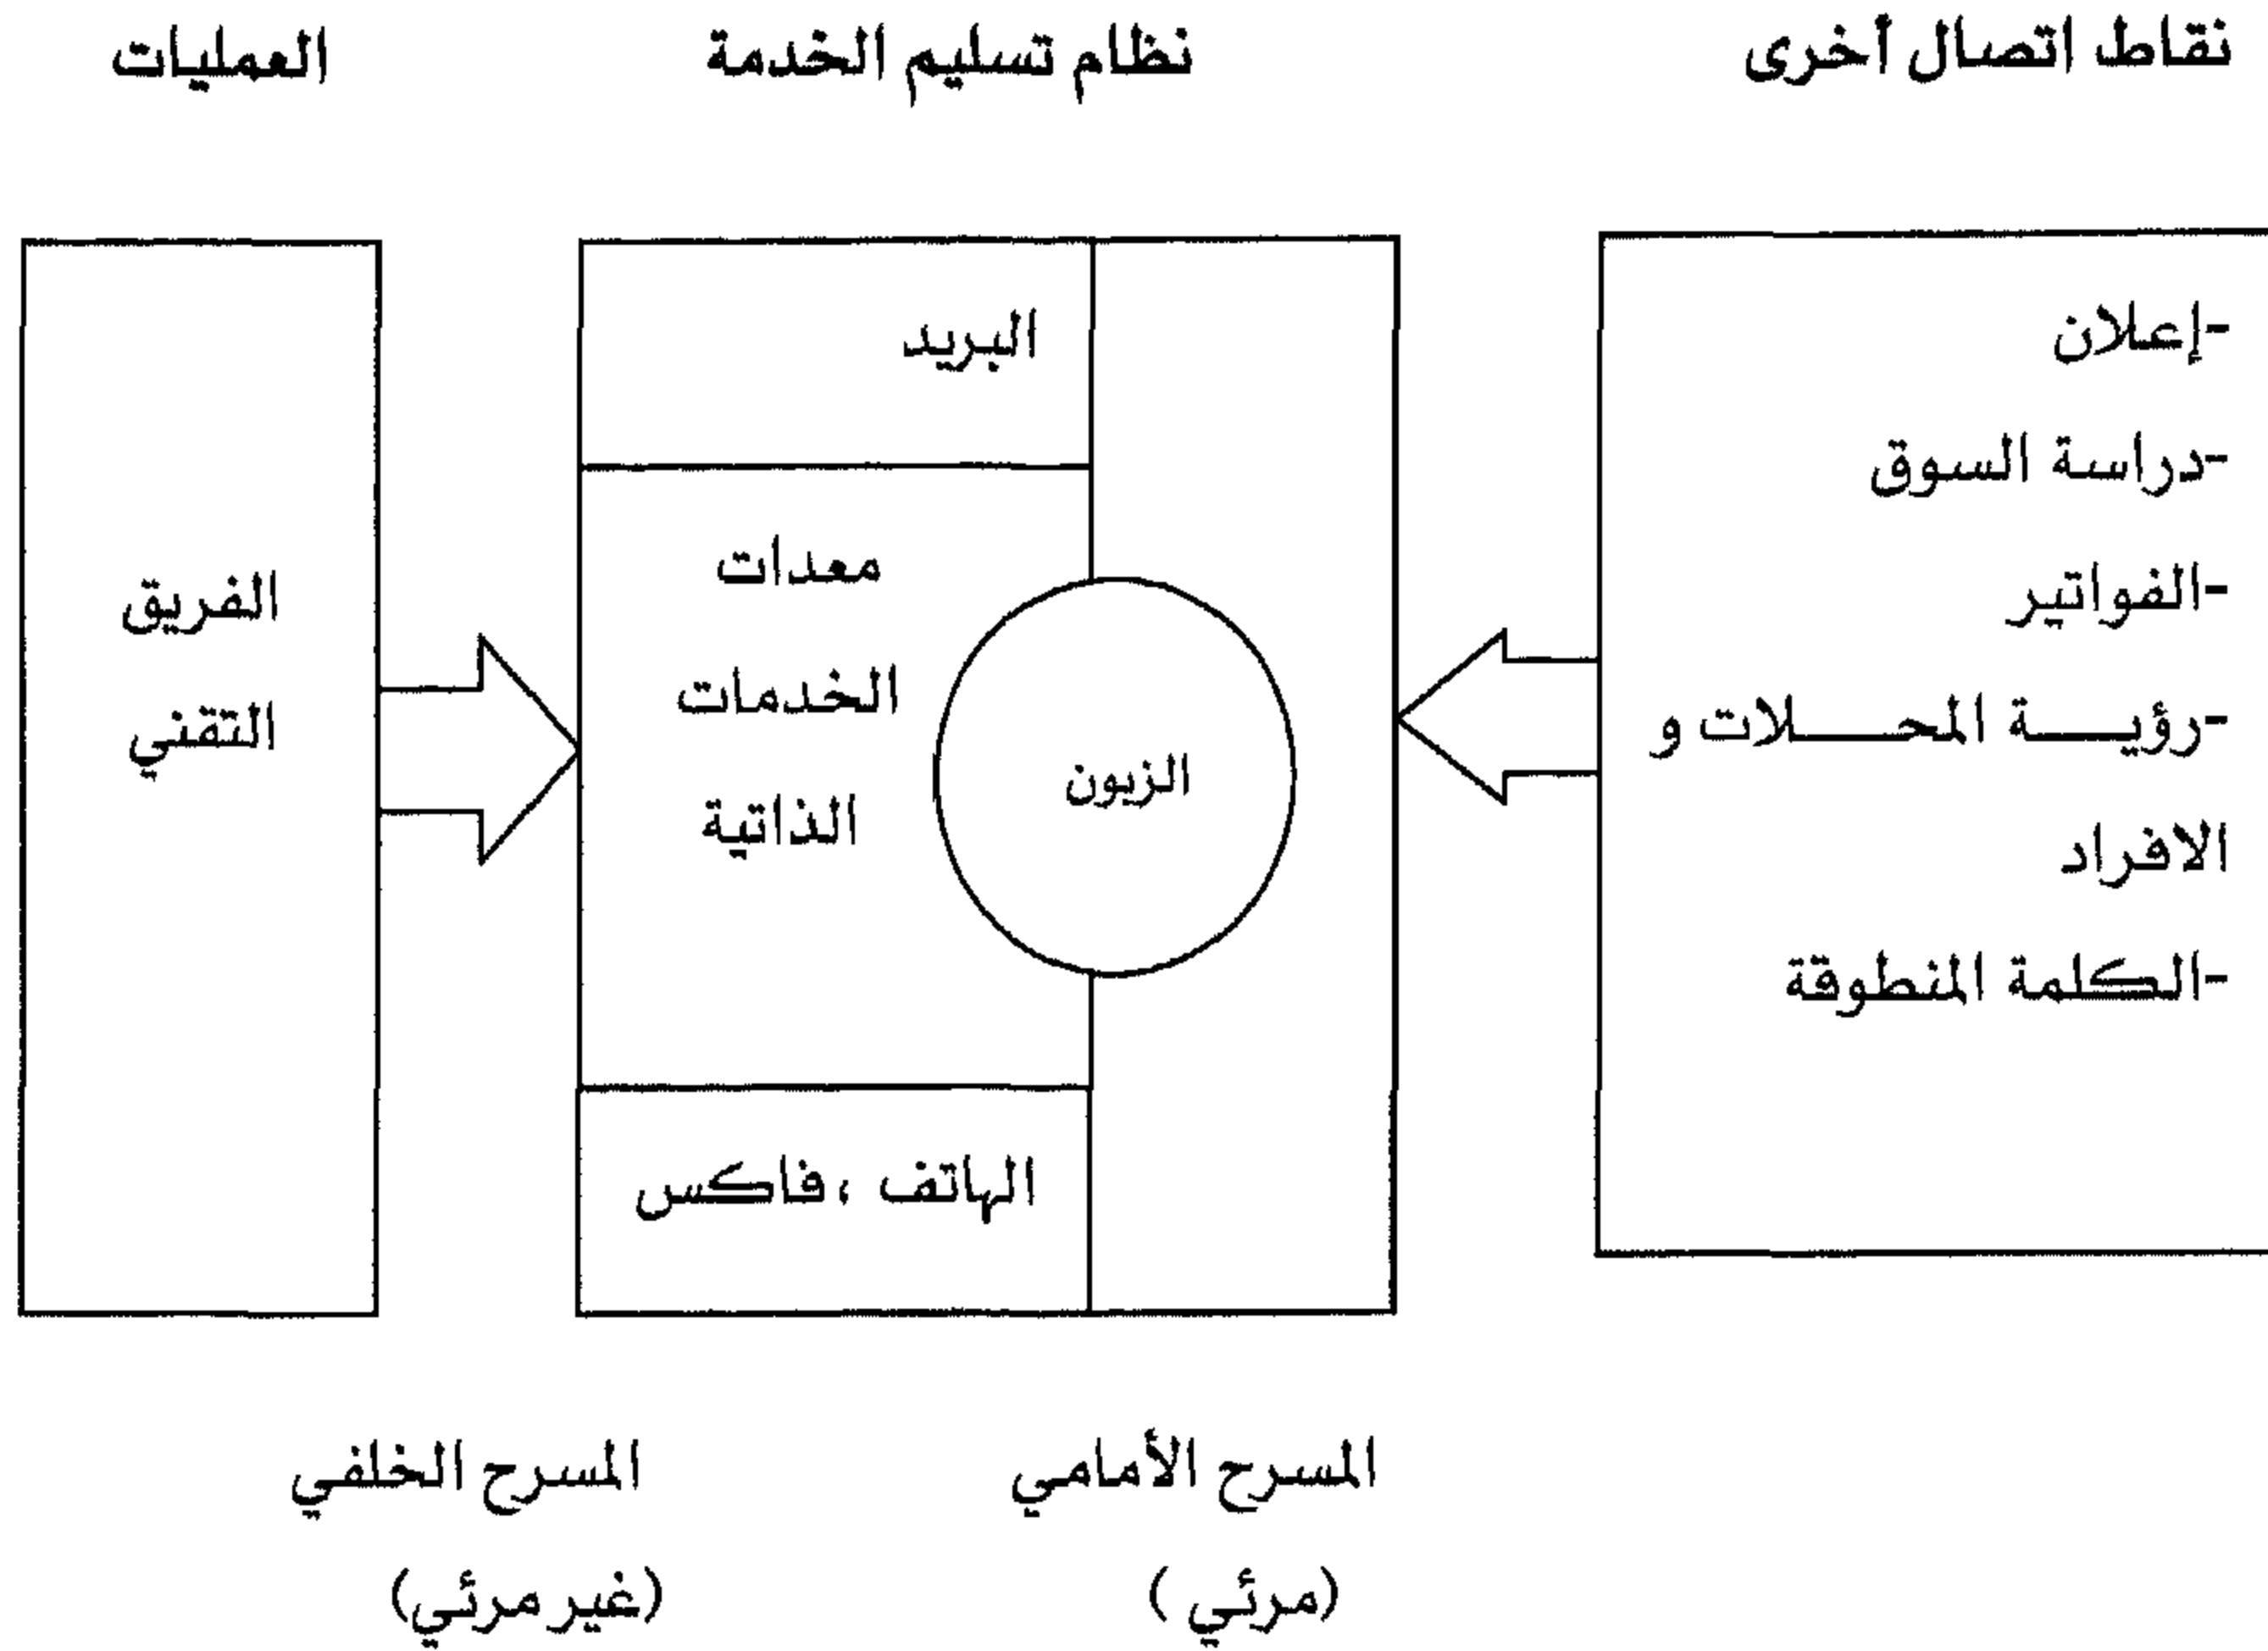 نقاط اتصال أخرى
نظام تسليم الخدمة
العمليات
-إعلان
-دراسة السوق
-الفواتير
-رؤيـــة المحـــلات و
الافراد
-الكلمة المنطوقة
البريد
معدات
الخدمات
الذاتية
الزبون
الهاتف ،فاكس
الفريق
التقني
المسرح الأمامي
(مرئي )
المسرح الخلفي
(غير مرئي)